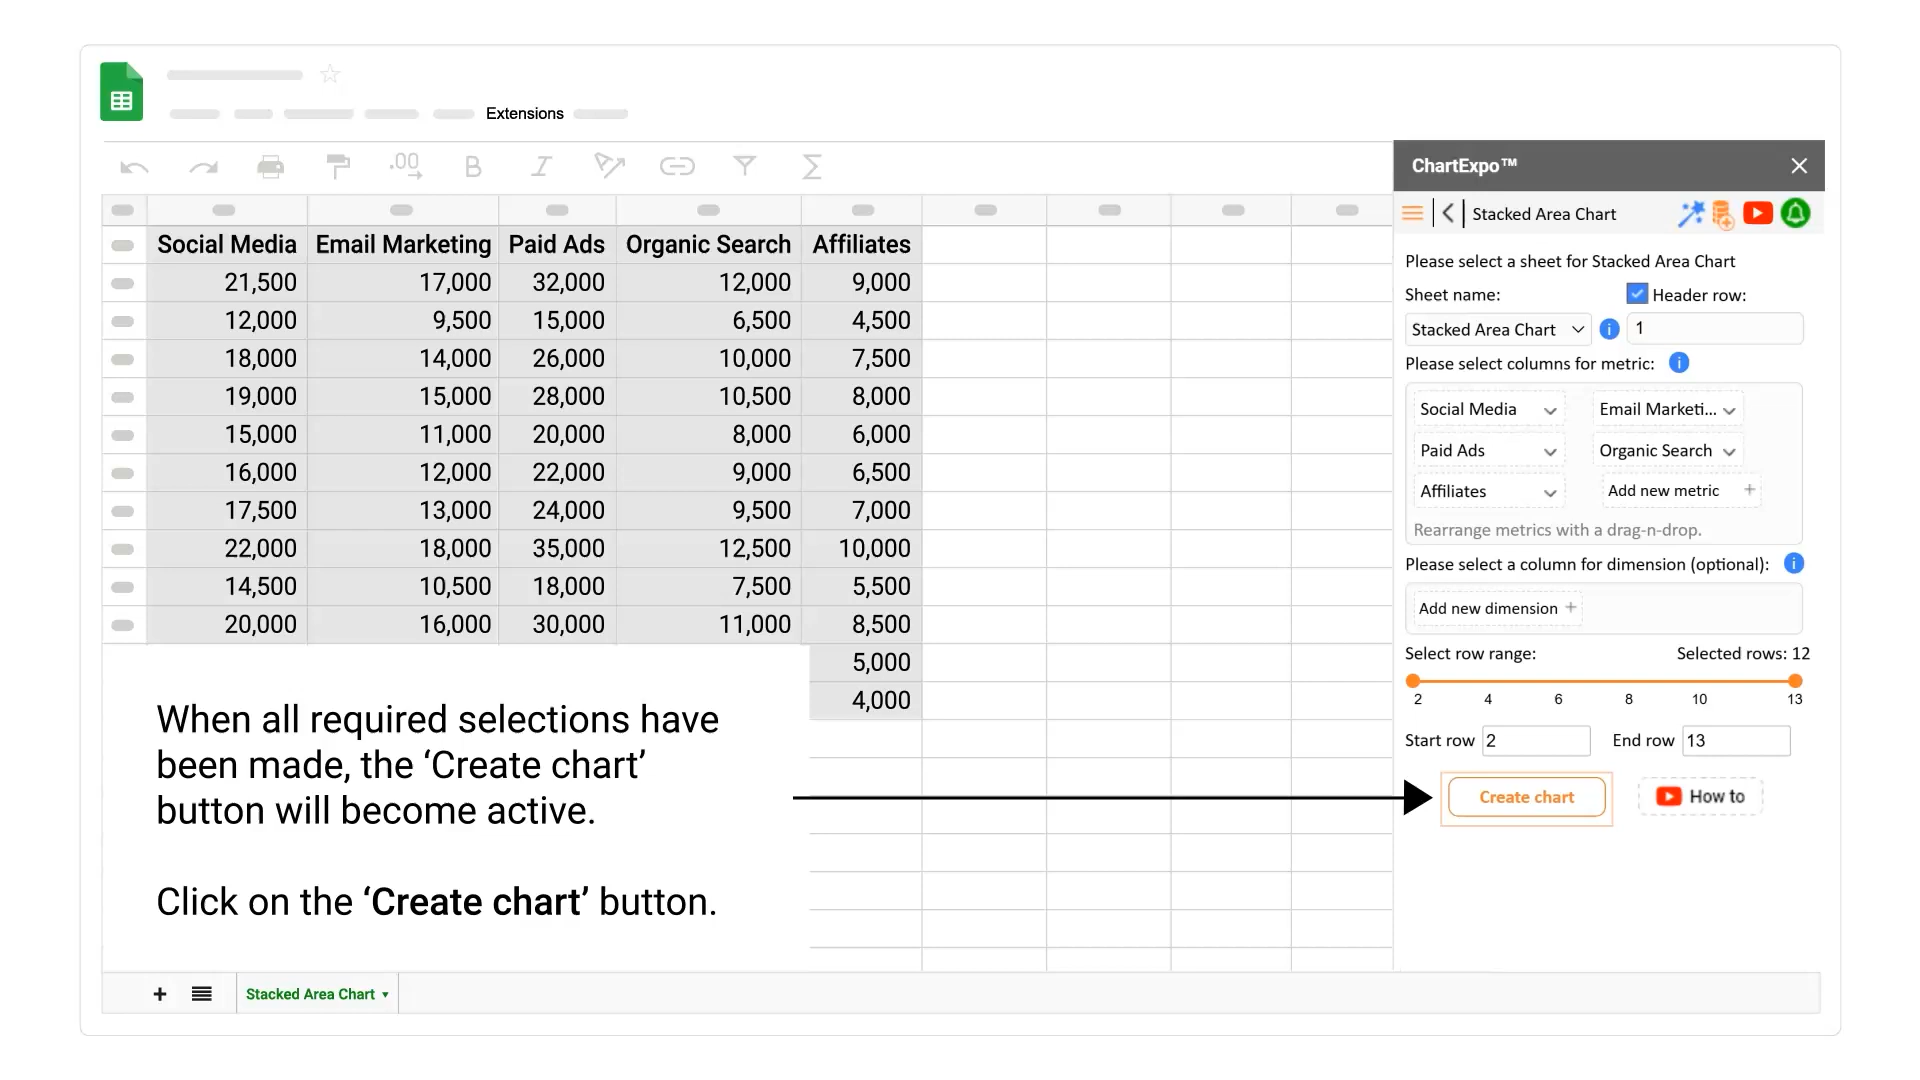 Extensions
.00
B
I
Σ
Social Media Email Marketing Paid Ads Organic Search Affiliates
21,500 17,000 32,000 12,000 9,000
12,000 9,500 15,000 6,500 4,500
18,000 14,000 26,000 10,000 7,500
19,000 15,000 28,000 10,500 8,000
15,000 11,000 20,000 8,000 6,000
16,000 12,000 22,000 9,000 6,500
17,500 13,000 24,000 9,500 7,000
22,000 18,000 35,000 12,500 10,000
14,500 10,500 18,000 7,500 5,500
20,000 16,000 30,000 11,000 8,500
5,000
4,000
When all required selections have
been made, the ‘Create chart’
button will become active.
Click on the ‘Create chart’ button.
Stacked Area Chart
ChartExpo™
Stacked Area Chart
Please select a sheet for Stacked Area Chart
Sheet name: Header row:
Stacked Area Chart i 1
Please select columns for metric: i
Social Media Email Marketi...
Paid Ads Organic Search
Affiliates Add new metric +
Rearrange metrics with a drag-n-drop.
Please select a column for dimension (optional): i
Add new dimension +
Select row range: Selected rows: 12
2 4 6 8 10 13
Start row 2 End row 13
Create chart How to